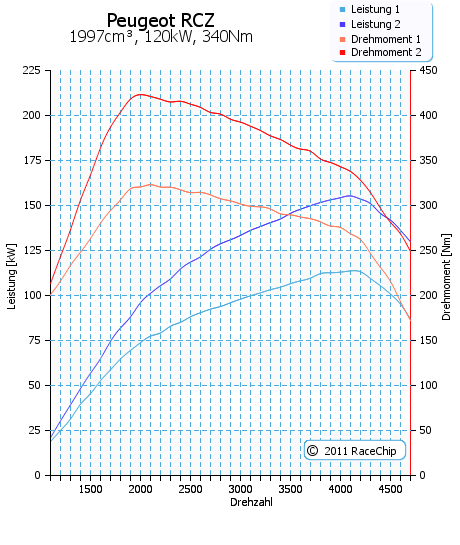 Peugeot RCZ
1997cm³, 120kW, 340Nm
Leistung 1
Leistung 2
Drehmoment 1
Drehmoment 2
225
200
175
150
125
100
75
50
25
0
Leistung [kW]
450
400
350
300
250
200
150
100
50
0
Drehmoment [Nm]
© 2011 RaceChip
1500 2000 2500 3000 3500 4000 4500
Drehzahl